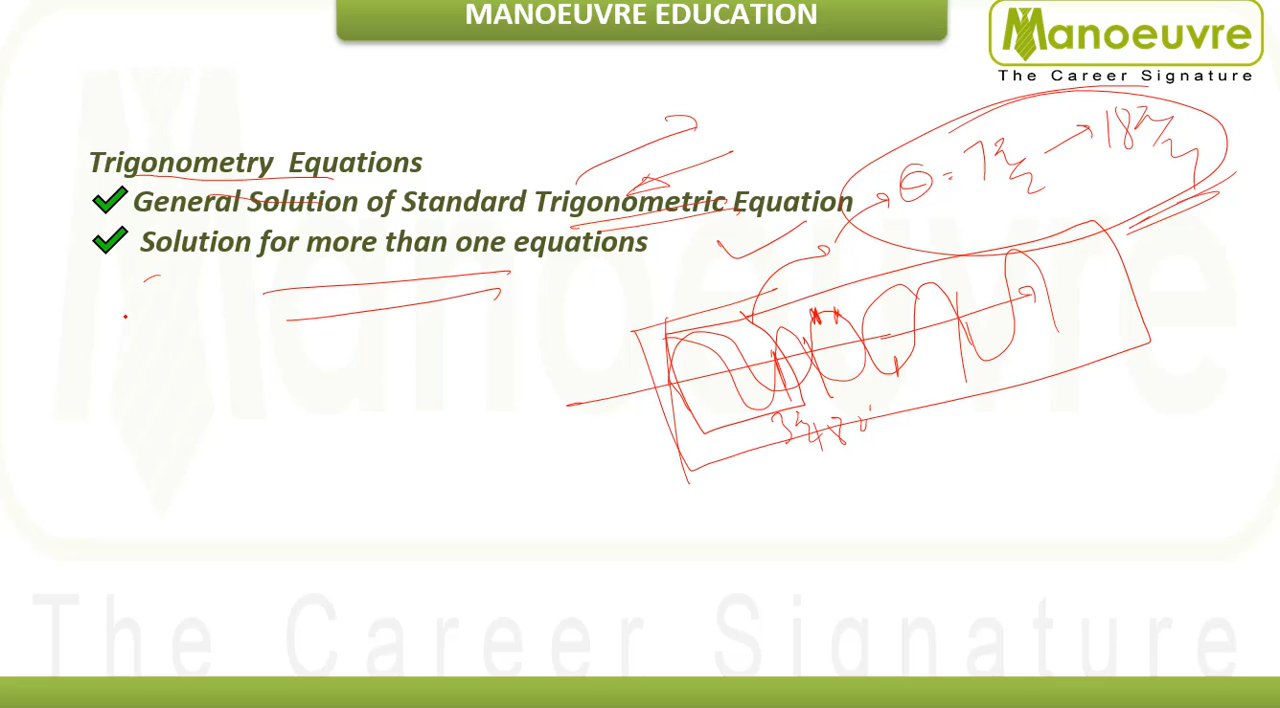 MANOEUVRE EDUCATION
Manoeuvre
The Career Signature
Trigonometry Equations
General Solution of Standard Trigonometric Equation
Solution for more than one equations
Manoeuvre
The Career Signature